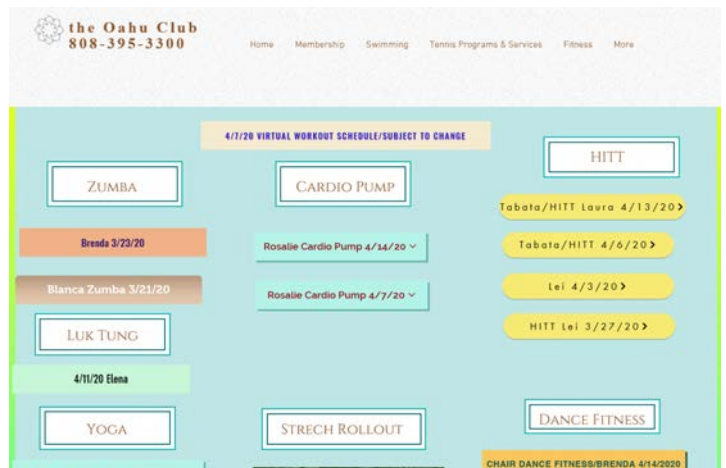 the Oahu Club
808-395-3300
Home Membership Swimming Tennis Programs & Services Fitness More
4/7/20 VIRTUAL WORKOUT SCHEDULE/SUBJECT TO CHANGE
ZUMBA
Brenda 3/23/20
Blanca Zumba 3/21/20
LUK TUNG
4/11/20 Elena
YOGA
CARDIO PUMP
Rosalie Cardio Pump 4/14/20
Rosalie Cardio Pump 4/7/20
STRECH ROLLOUT
HITT
Tabata/HITT Laura 4/13/20
Tabata/HITT 4/6/20
Lei 4/3/20
HITT Lei 3/27/20
DANCE FITNESS
CHAIR DANCE FITNESS/BRENDA 4/14/2020